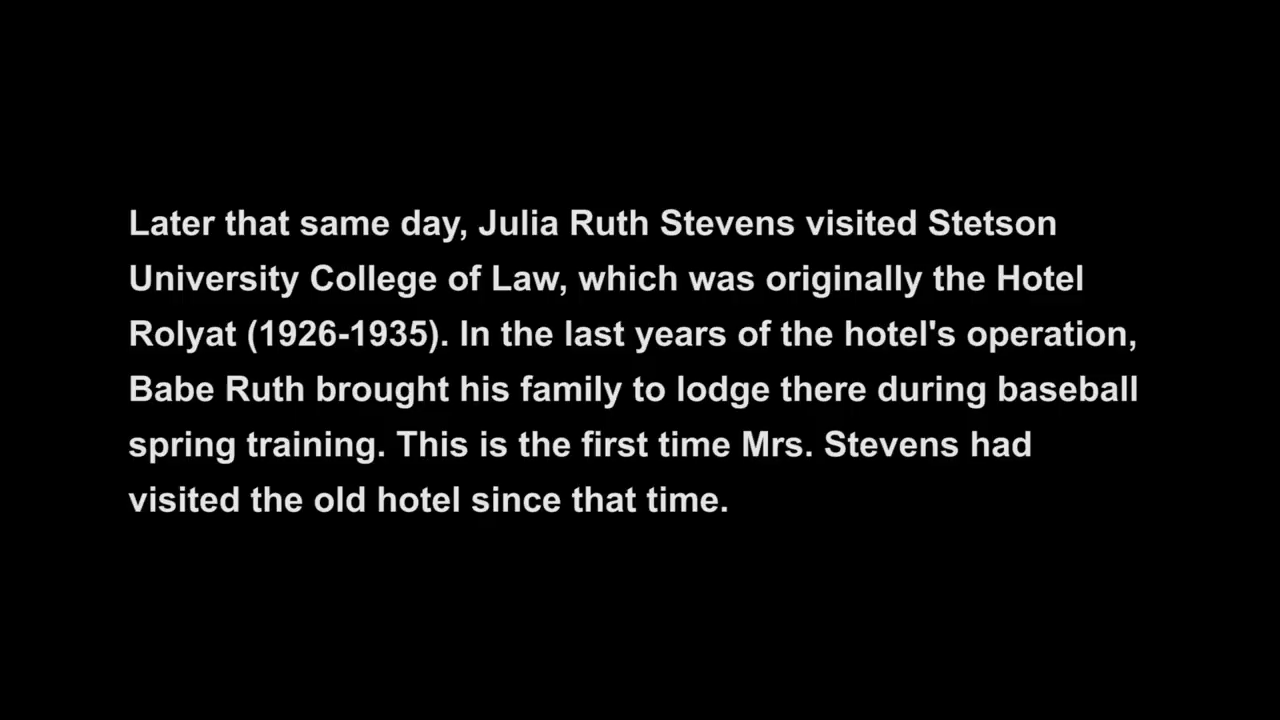 Later that same day, Julia Ruth Stevens visited Stetson
University College of Law, which was originally the Hotel
Rolyat (1926-1935). In the last years of the hotel's operation,
Babe Ruth brought his family to lodge there during baseball
spring training. This is the first time Mrs. Stevens had
visited the old hotel since that time.